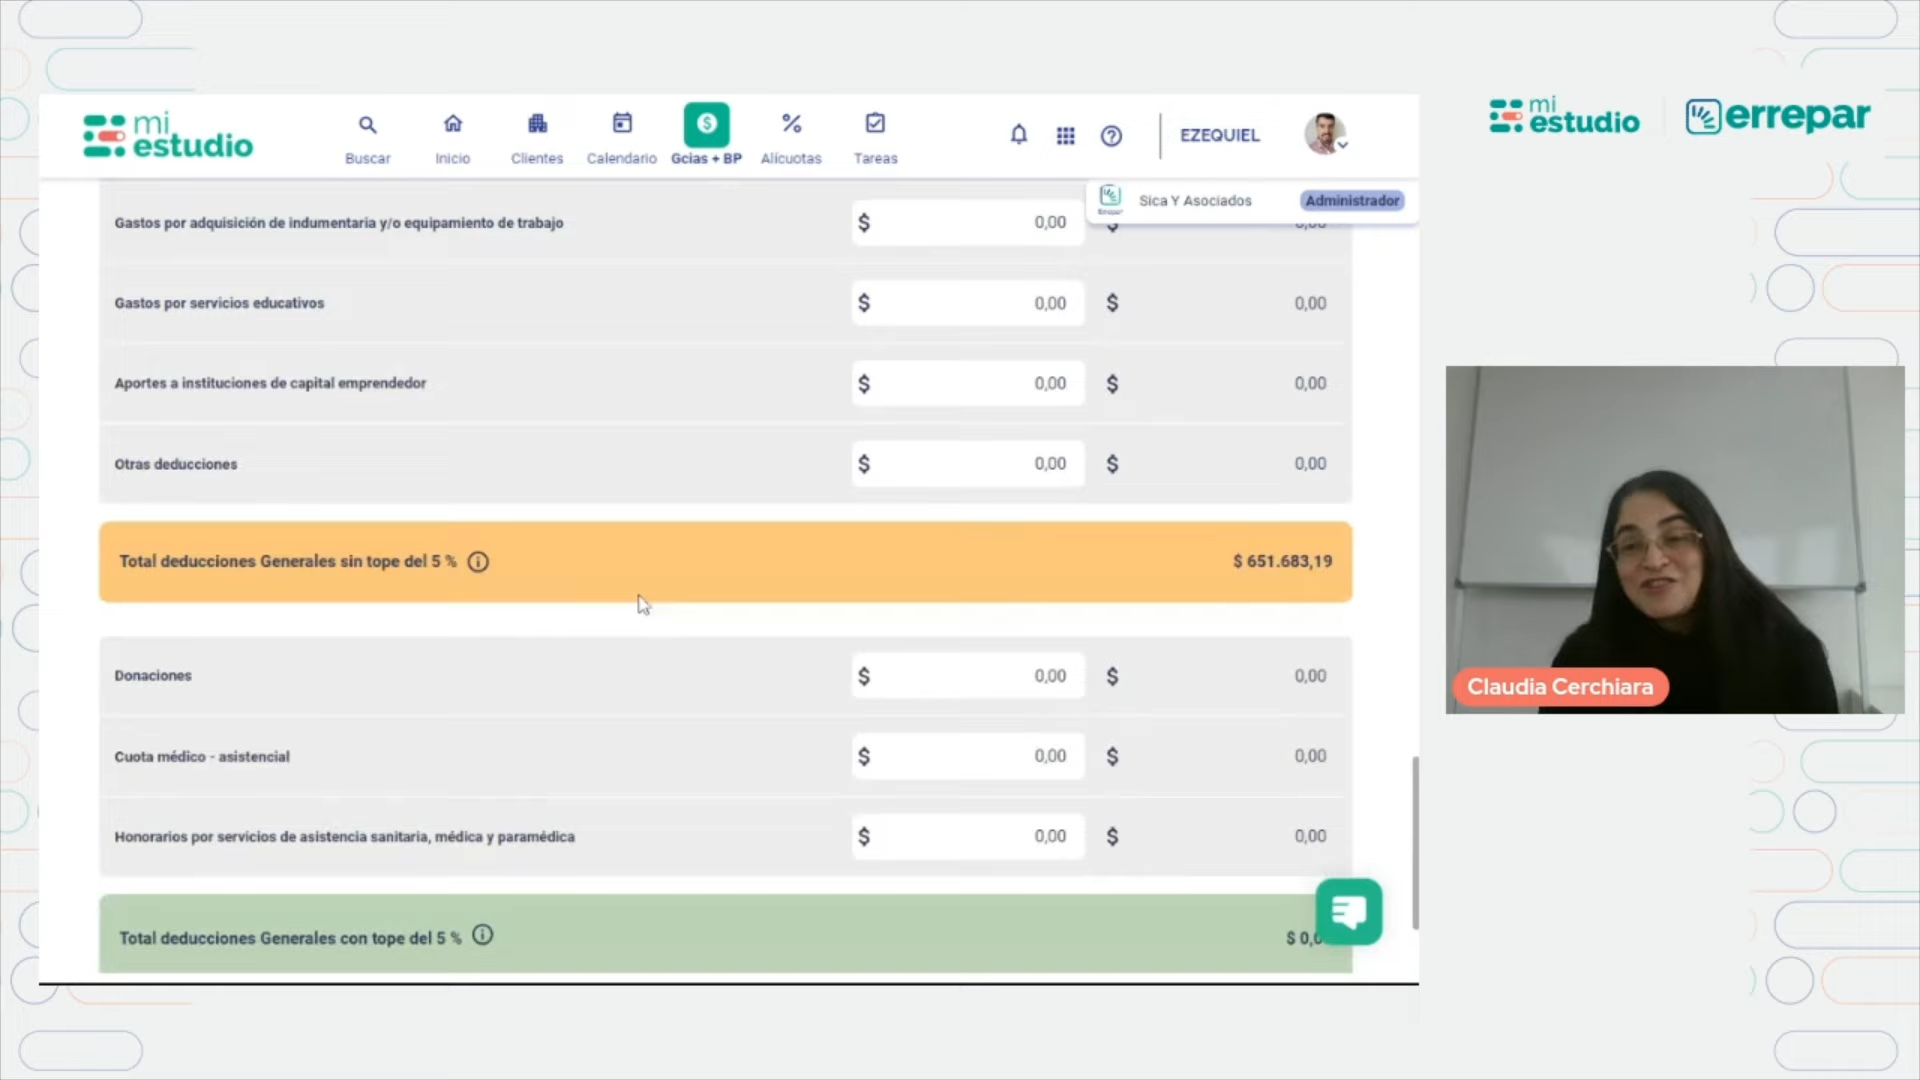 mi estudio
Buscar
Inicio
Clientes
Calendario
$
Gcias + BP
Alícuotas
Tareas
EZEQUIEL
mi estudio
errepar
Sica Y Asociados
Administrador
Gastos por adquisición de indumentaria y/o equipamiento de trabajo $ 0,00 $ 0,00
Gastos por servicios educativos $ 0,00 $ 0,00
Aportes a instituciones de capital emprendedor $ 0,00 $ 0,00
Otras deducciones $ 0,00 $ 0,00
Total deducciones Generales sin tope del 5 % $ 651.683,19
Donaciones $ 0,00 $ 0,00
Cuota médico - asistencial $ 0,00 $ 0,00
Honorarios por servicios de asistencia sanitaria, médica y paramédica $ 0,00 $ 0,00
Total deducciones Generales con tope del 5 % $ 0,0
Claudia Cerchiara